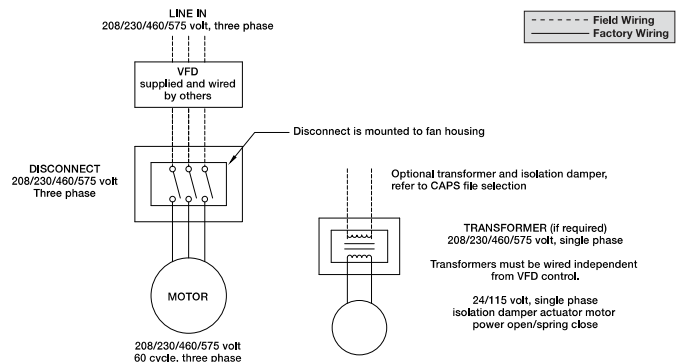 LINE IN
208/230/460/575 volt, three phase
Field Wiring
Factory Wiring
VFD
supplied and wired
by others
Disconnect is mounted to fan housing
DISCONNECT
208/230/460/575 volt
Three phase
Optional transformer and isolation damper,
refer to CAPS file selection
TRANSFORMER (if required)
208/230/460/575 volt, single phase
Transformers must be wired independent
from VFD control.
24/115 volt, single phase
isolation damper actuator motor
power open/spring close
MOTOR
208/230/460/575 volt
60 cycle, three phase